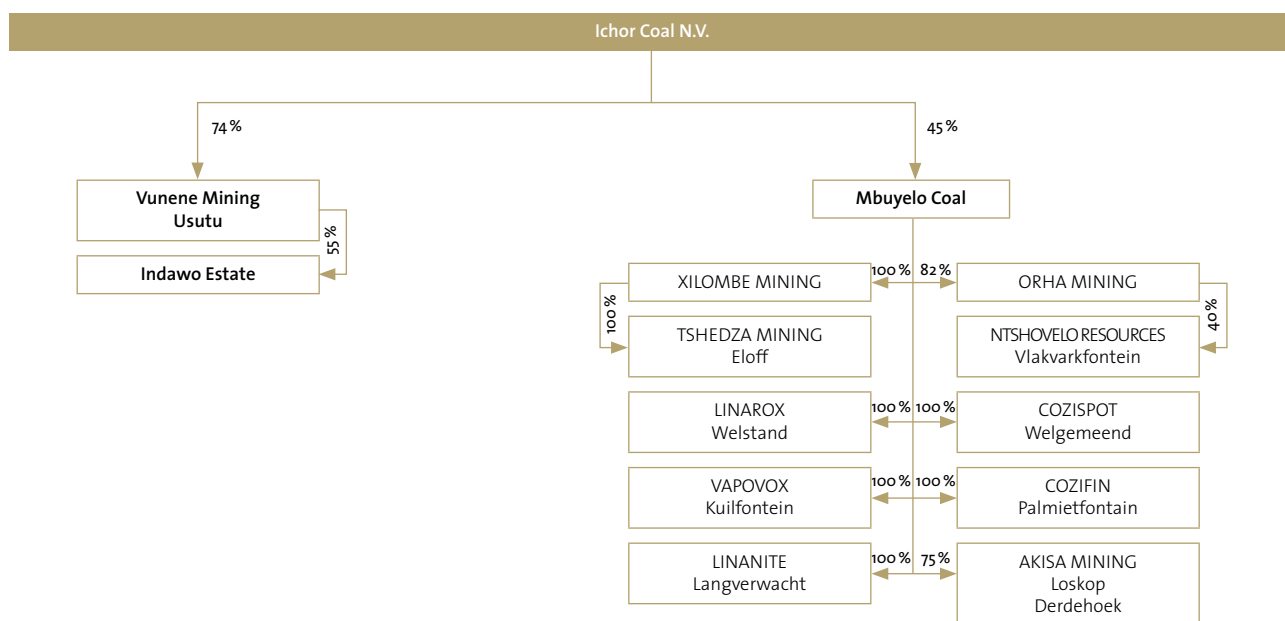 Ichor Coal N.V.
74 %
45 %
Vunene Mining
Usutu
55 %
Indawo Estate
Mbuyelo Coal
XILOMBE MINING
100 %
82 %
ORHA MINING
100 %
TSHEDZA MINING
Eloff
NTSHOVELO RESOURCES
Vlakvarkfontein
40 %
LINAROX
Welstand
100 %
100 %
COZISPOT
Welgemeend
VAPOVOX
Kuilfontein
100 %
100 %
COZIFIN
Palmietfontain
LINANITE
Langverwacht
100 %
75 %
AKISA MINING
Loskop
Derdehoek